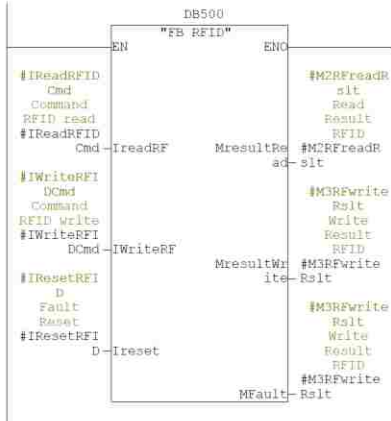 DB500
"FB RFID"
EN
ENO
#IReadRFID
Cmd
Command
RFID read
#IReadRFID
Cmd
IreadRF
#IWriteRFI
DCmd
Command
RFID write
#IWriteRFI
DCmd
IWriteRF
#IResetRFI
D
Fault
Reset
#IResetRFI
D
Ireset
#M2RFreadR
slt
Read
Result
RFID
MresultRe
#M2RFreadR
ad
slt
#M3RFwrite
Rslt
Write
Result
RFID
MresultWr
#M3RFwrite
ite
Rslt
#M3RFwrite
Rslt
Write
Result
RFID
#M3RFwrite
MFault
Rslt